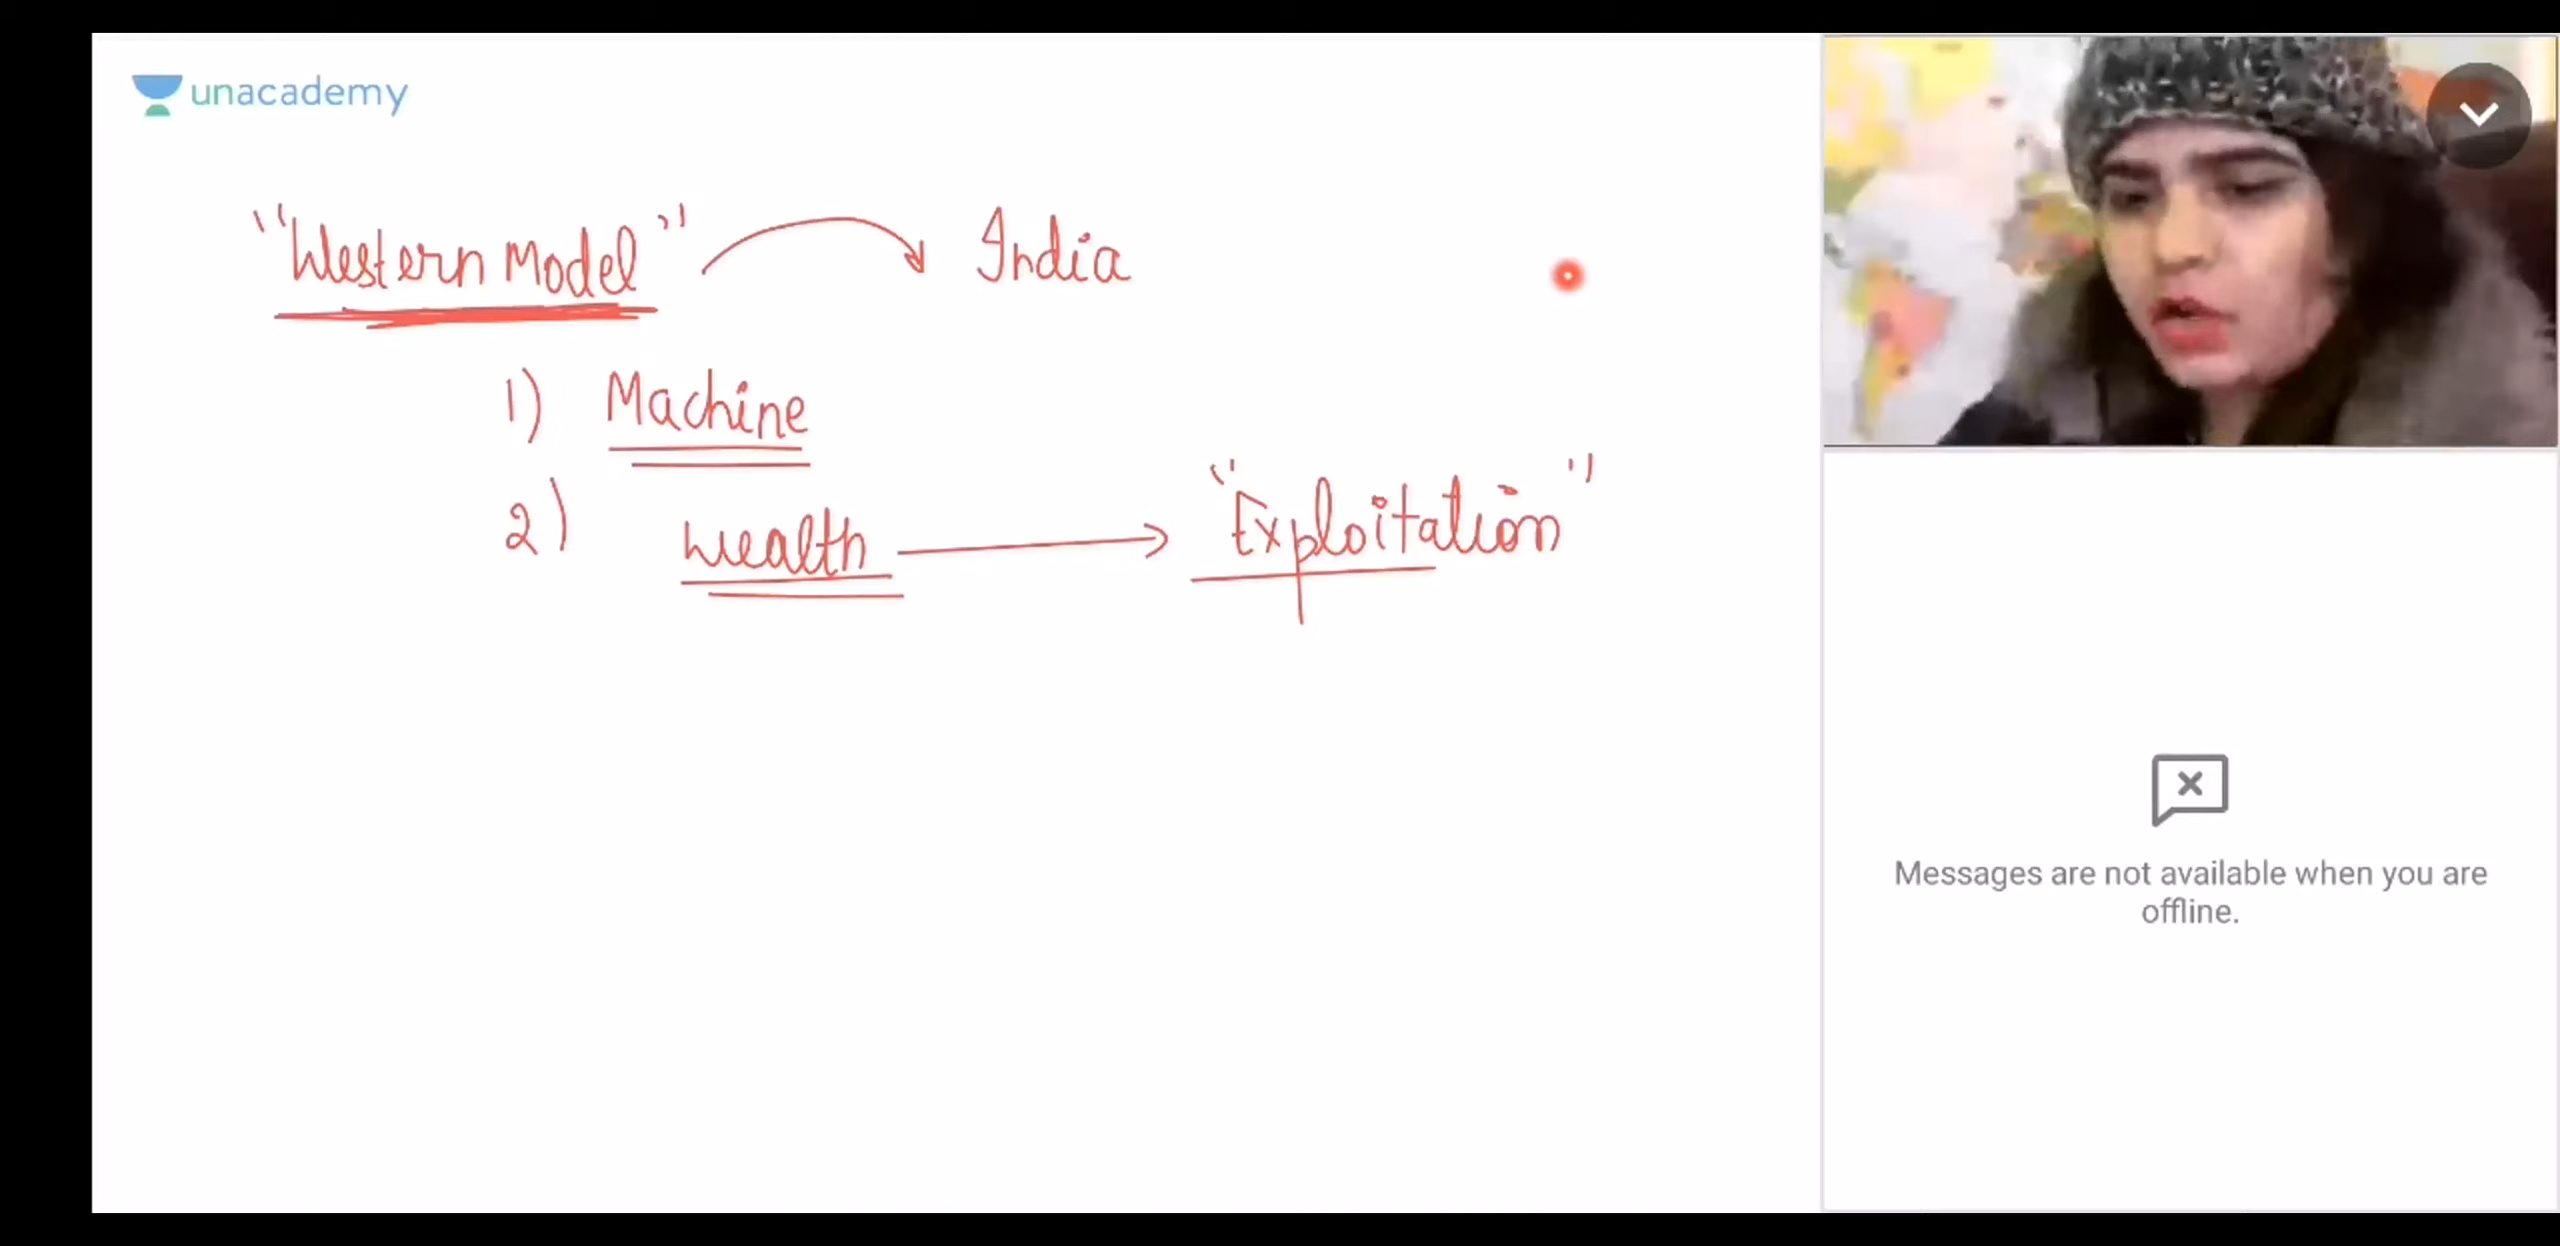 unacademy
"Western Model" India
1) Machine
2) wealth "Exploitation"
Messages are not available when you are
offline.